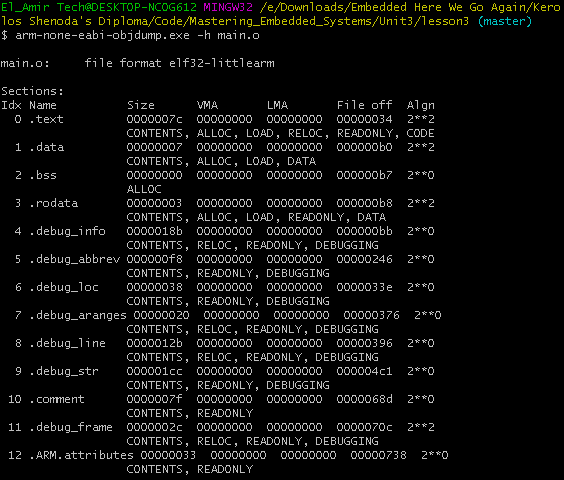 El_Amir Tech@DESKTOP-NCOG612 MINGW32 /e/Downloads/Embedded Here We Go Again/Kero
los Shenoda's Diploma/Code/Mastering_Embedded_Systems/Unit3/lesson3 (master)
$ arm-none-eabi-objdump.exe -h main.o

main.o:     file format elf32-littlearm

Sections:
Idx Name          Size      VMA       LMA       File off  Algn
  0 .text         0000007c  00000000  00000000  00000034  2**2
                  CONTENTS, ALLOC, LOAD, RELOC, READONLY, CODE
  1 .data         00000007  00000000  00000000  000000b0  2**2
                  CONTENTS, ALLOC, LOAD, DATA
  2 .bss          00000000  00000000  00000000  000000b7  2**0
                  ALLOC
  3 .rodata       00000003  00000000  00000000  000000b8  2**2
                  CONTENTS, ALLOC, LOAD, READONLY, DATA
  4 .debug_info   0000018b  00000000  00000000  000000bb  2**0
                  CONTENTS, RELOC, READONLY, DEBUGGING
  5 .debug_abbrev 000000f8  00000000  00000000  00000246  2**0
                  CONTENTS, READONLY, DEBUGGING
  6 .debug_loc    00000038  00000000  00000000  0000033e  2**0
                  CONTENTS, READONLY, DEBUGGING
  7 .debug_aranges 00000020  00000000  00000000  00000376  2**0
                  CONTENTS, RELOC, READONLY, DEBUGGING
  8 .debug_line   0000012b  00000000  00000000  00000396  2**0
                  CONTENTS, RELOC, READONLY, DEBUGGING
  9 .debug_str    000001cc  00000000  00000000  000004c1  2**0
                  CONTENTS, READONLY, DEBUGGING
 10 .comment      0000007f  00000000  00000000  0000068d  2**0
                  CONTENTS, READONLY
 11 .debug_frame  0000002c  00000000  00000000  0000070c  2**2
                  CONTENTS, RELOC, READONLY, DEBUGGING
 12 .ARM.attributes 00000033  00000000  00000000  00000738  2**0
                  CONTENTS, READONLY